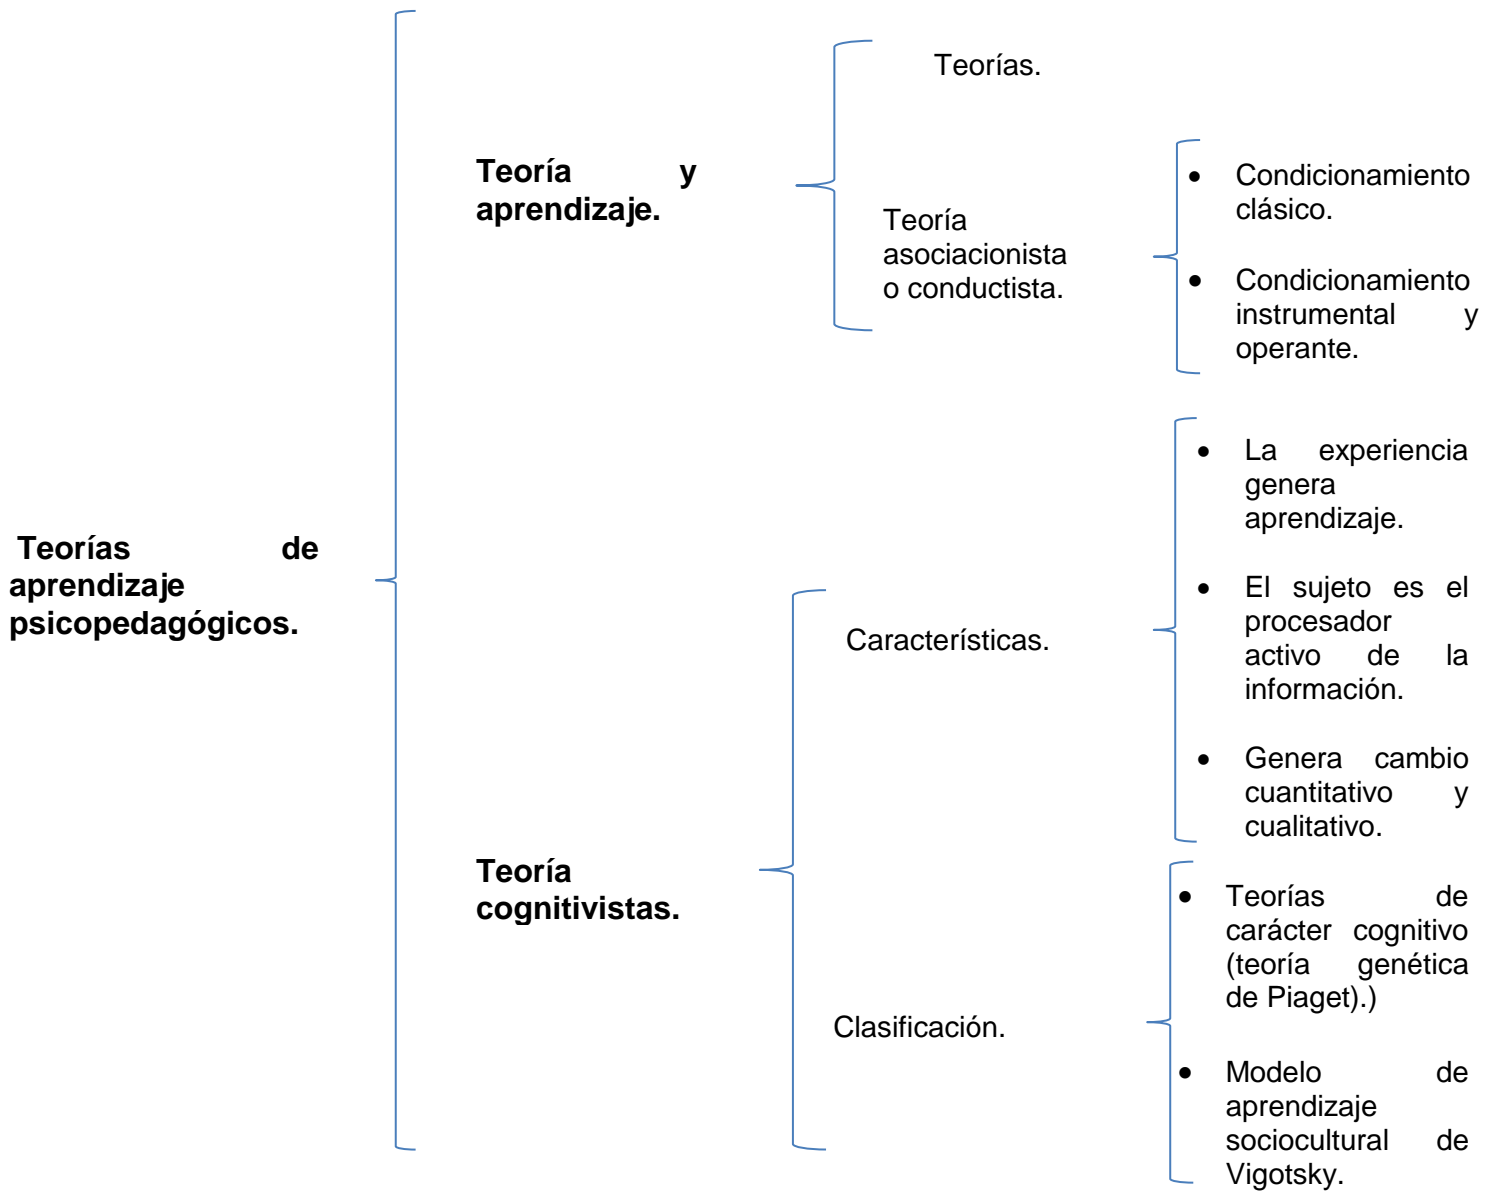 Teorías de
aprendizaje
psicopedagógicos.
Teoría y
aprendizaje.
Teorías.
Teoría
asociacionista
o conductista.
• Condicionamiento
clásico.
• Condicionamiento
instrumental y
operante.
Teoría
cognitivistas.
Características.
• La experiencia
genera
aprendizaje.
• El sujeto es el
procesador
activo de la
información.
• Genera cambio
cuantitativo y
cualitativo.
Clasificación.
• Teorías de
carácter cognitivo
(teoría genética
de Piaget).)
• Modelo de
aprendizaje
sociocultural de
Vigotsky.